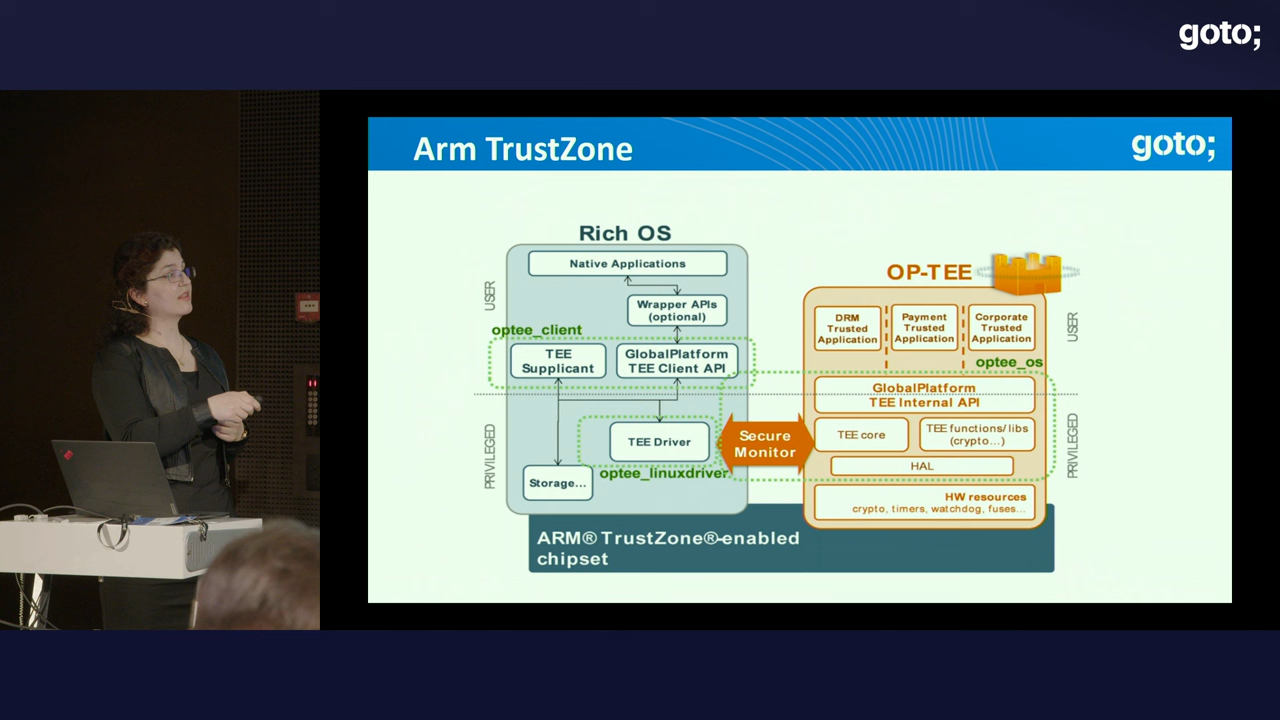 goto;
Arm TrustZone
goto;
Rich OS
Native Applications
Wrapper APIs
(optional)
optee_client
TEE
Supplicant
GlobalPlatform
TEE Client API
TEE Driver
optee_linuxdriver
Storage...
USER
PRIVILEGED
Secure
Monitor
OP-TEE
DRM
Trusted
Application
Payment
Trusted
Application
Corporate
Trusted
Application
optee_os
GlobalPlatform
TEE Internal API
TEE core
TEE functions/ libs
(crypto...)
HAL
HW resources
crypto, timers, watchdog, fuses...
USER
PRIVILEGED
ARM® TrustZone®-enabled
chipset